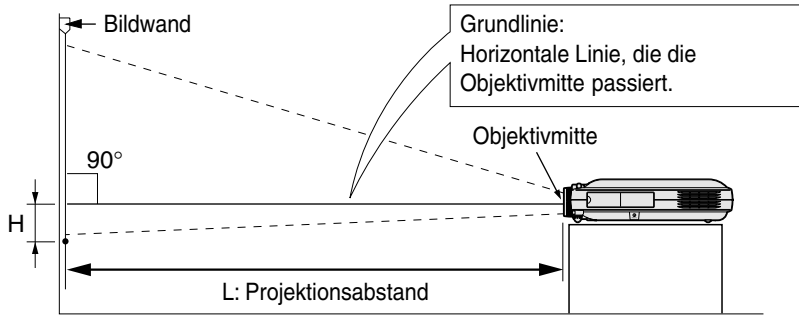 Bildwand
Grundlinie:
Horizontale Linie, die die
Objektivmitte passiert.
Objektivmitte
90°
H
L: Projektionsabstand